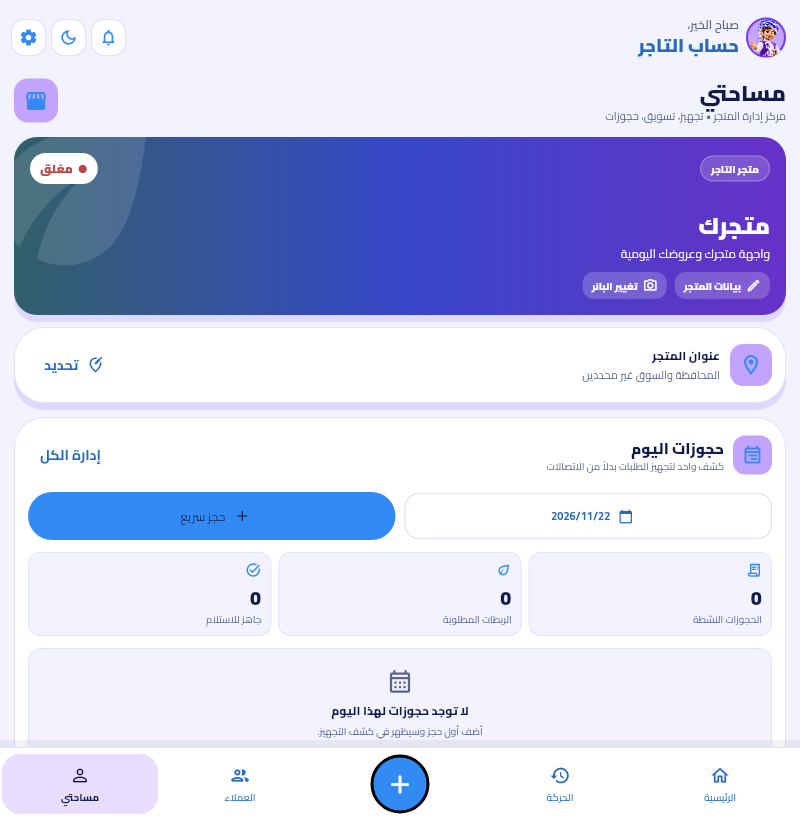 صباح الخير،
حساب التاجر
مساحتي
مركز إدارة المتجر • تجهيز، تسويق، حجوزات
متجر التاجر
مغلق
متجرك
واجهة متجرك وعروضك اليومية
بيانات المتجر
تغيير البانر
عنوان المتجر
المحافظة والسوق غير محددين
تحديد
حجوزات اليوم
كشف واحد لتجهيز الطلبات بدلاً من الاتصالات
إدارة الكل
2026/11/22
حجز سريع
0
الحجوزات النشطة
0
الربطات المطلوبة
0
جاهز للاستلام
لا توجد حجوزات لهذا اليوم
أضف أول حجز وسيظهر في كشف التجهيز.
الرئيسية
الحركة
العملاء
مساحتي